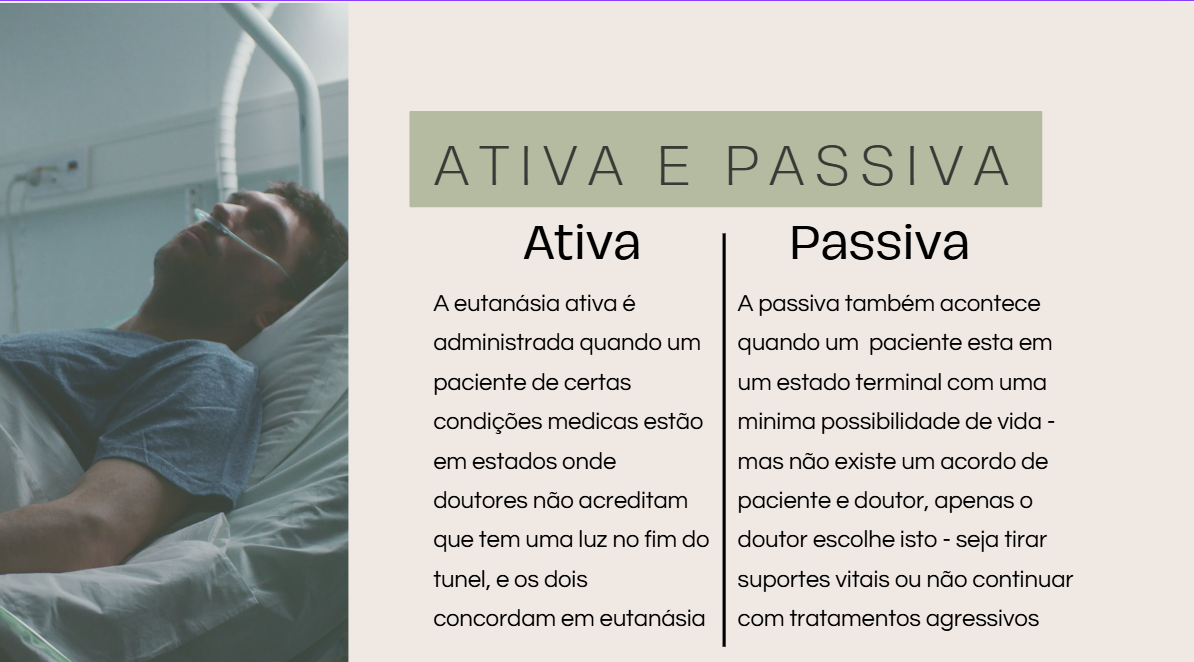 ATIVA E PASSIVA
Ativa
A eutanásia ativa é
administrada quando um
paciente de certas
condições medicas estão
em estados onde
doutores não acreditam
que tem uma luz no fim do
tunel, e os dois
concordam em eutanásia
Passiva
A passiva também acontece
quando um  paciente esta em
um estado terminal com uma
minima possibilidade de vida -
mas não existe um acordo de
paciente e doutor, apenas o
doutor escolhe isto - seja tirar
suportes vitais ou não continuar
com tratamentos agressivos